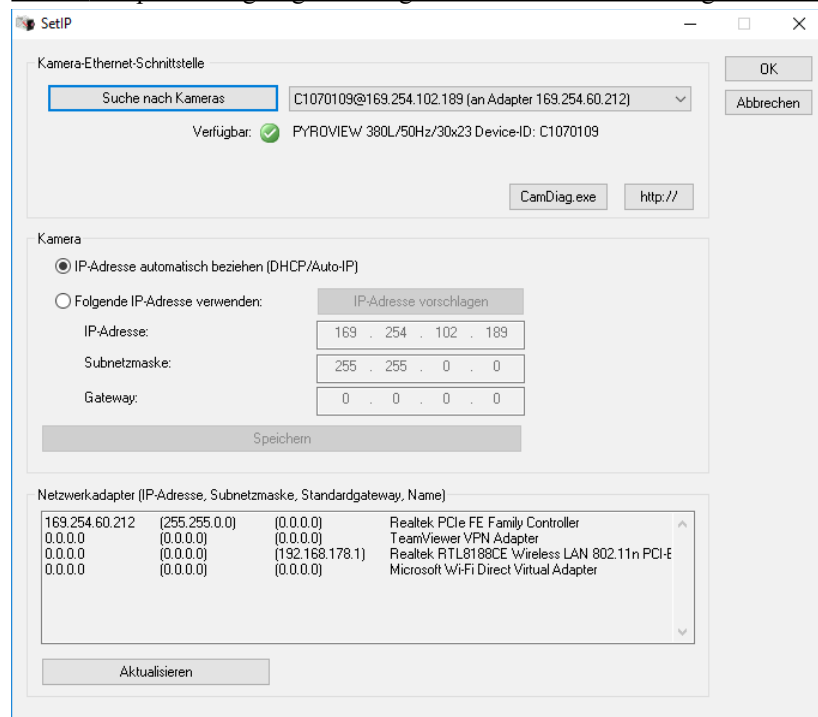 SetIP
Kamera-Ethernet-Schnittstelle
OK
Suche nach Kameras
C1070109@169.254.102.189 (an Adapter 169.254.60.212)
Abbrechen
Verfügbar:
PYROVIEW 380L/50Hz/30x23 Device-ID: C1070109
CamDiag.exe
http://
Kamera
IP-Adresse automatisch beziehen (DHCP/Auto-IP)
Folgende IP-Adresse verwenden:
IP-Adresse vorschlagen
IP-Adresse:
169 . 254 . 102 . 189
Subnetzmaske:
255 . 255 . 0 . 0
Gateway:
0 . 0 . 0 . 0
Speichern
Netzwerkadapter (IP-Adresse, Subnetzmaske, Standardgateway, Name)
169.254.60.212 (255.255.0.0) (0.0.0.0) Realtek PCIe FE Family Controller
0.0.0.0 (0.0.0.0) (0.0.0.0) TeamViewer VPN Adapter
0.0.0.0 (0.0.0.0) (192.168.178.1) Realtek RTL8188CE Wireless LAN 802.11n PCI-E
0.0.0.0 (0.0.0.0) (0.0.0.0) Microsoft Wi-Fi Direct Virtual Adapter
Aktualisieren